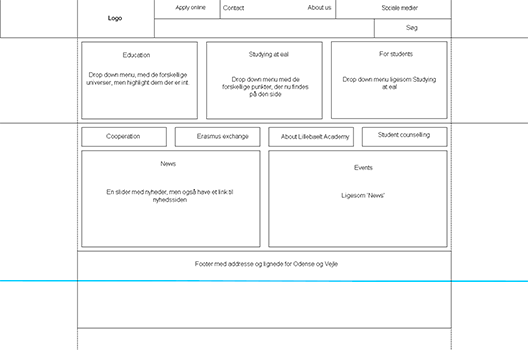 Logo
Apply online
Contact
About us
Sociale medier
Søg
Education
Drop down menu, med de forskellige
universer, men highlight dem der er int.
Studying at eal
Drop down menu med de
forskellige punkter, der nu findes
på den side
For students
Drop down menu ligesom Studying
at eal
Cooperation
Erasmus exchange
About Lillebaelt Academy
Student counselling
News
En slider med nyheder, men også have et link til
nyhedssiden
Events
Ligesom 'News'
Footer med addresse og lignede for Odense og Vejle